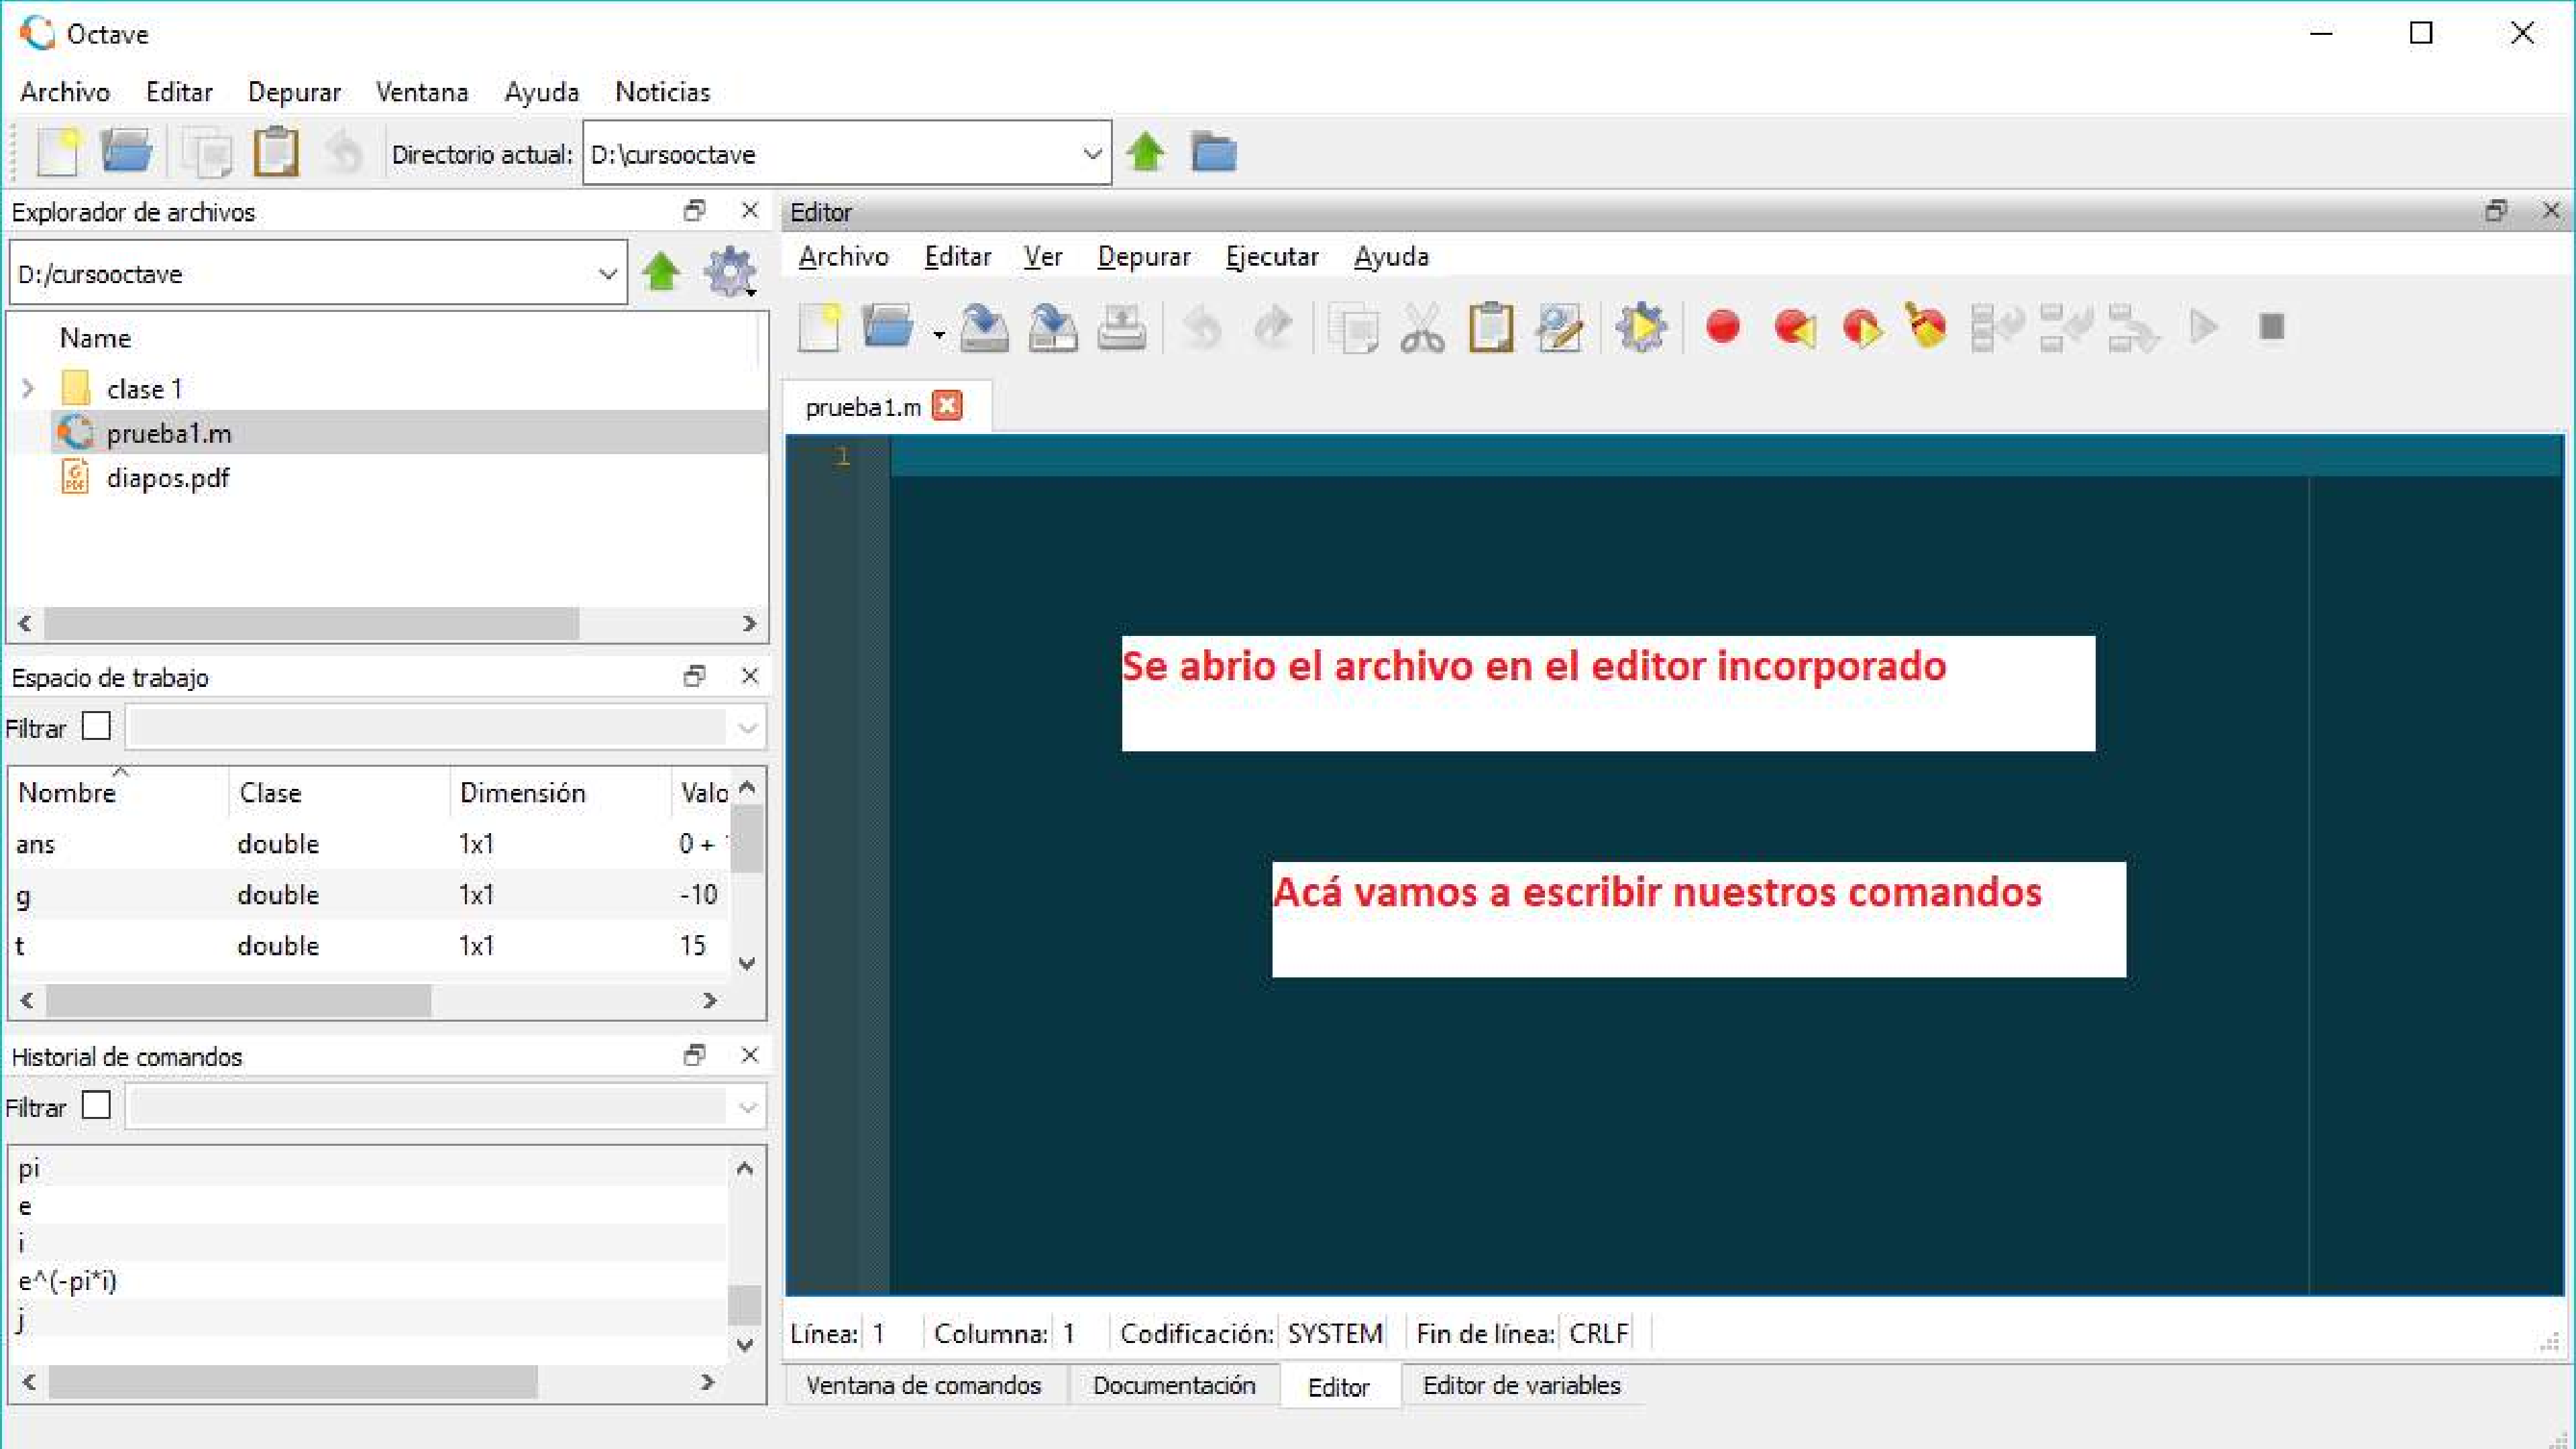 Octave
Archivo Editar Depurar Ventana Ayuda Noticias
Directorio actual: D:\cursooctave
Explorador de archivos
D:/cursooctave
Name
clase 1
prueba1.m
diapos.pdf
Espacio de trabajo
Filtrar
Nombre Clase Dimensión Valo
ans double 1x1 0 +
g double 1x1 -10
t double 1x1 15
Historial de comandos
Filtrar
pi
e
i
e^(-pi*i)
j
Editor
Archivo Editar Ver Depurar Ejecutar Ayuda
prueba1.m
1
Se abrio el archivo en el editor incorporado
Acá vamos a escribir nuestros comandos
Línea: 1 Columna: 1 Codificación: SYSTEM Fin de línea: CRLF
Ventana de comandos Documentación Editor Editor de variables